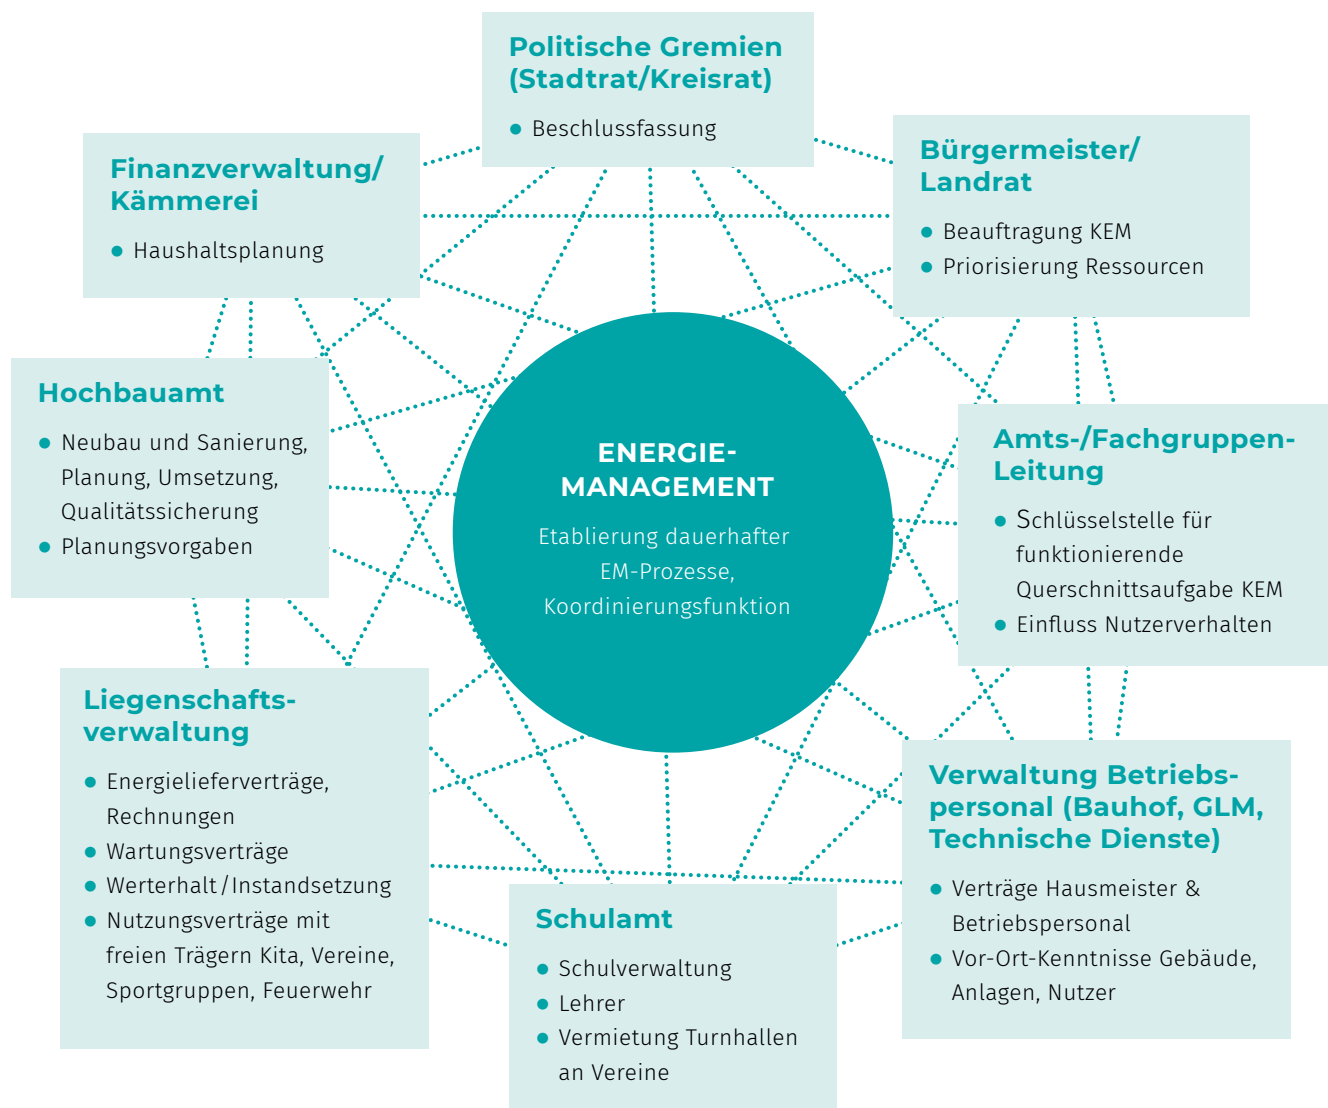 Politische Gremien
(Stadtrat/Kreisrat)
● Beschlussfassung
Finanzverwaltung/
Kämmerei
● Haushaltsplanung
Bürgermeister/
Landrat
● Beauftragung KEM
● Priorisierung Ressourcen
Hochbauamt
● Neubau und Sanierung,
Planung, Umsetzung,
Qualitätssicherung
● Planungsvorgaben
ENERGIE-
MANAGEMENT
Etablierung dauerhafter
EM-Prozesse,
Koordinierungsfunktion
Amts-/Fachgruppen-
Leitung
● Schlüsselstelle für
funktionierende
Querschnittsaufgabe KEM
● Einfluss Nutzerverhalten
Liegenschafts-
verwaltung
● Energielieferverträge,
Rechnungen
● Wartungsverträge
● Werterhalt/Instandsetzung
● Nutzungsverträge mit
freien Trägern Kita, Vereine,
Sportgruppen, Feuerwehr
Schulamt
● Schulverwaltung
● Lehrer
● Vermietung Turnhallen
an Vereine
Verwaltung Betriebs-
personal (Bauhof, GLM,
Technische Dienste)
● Verträge Hausmeister &
Betriebspersonal
● Vor-Ort-Kenntnisse Gebäude,
Anlagen, Nutzer